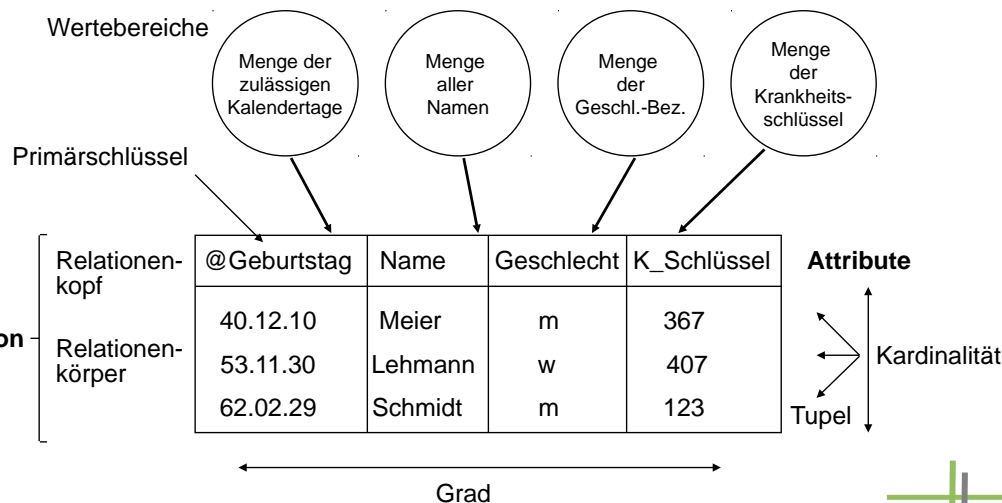 Wertebereiche
Menge der
zulässigen
Kalendertage
Menge
aller
Namen
Menge
der
Geschl.-Bez.
Menge
der
Krankheits-
schlüssel
Primärschlüssel
Relationen-
kopf
@Geburtstag Name Geschlecht K_Schlüssel
Attribute
on
Relationen-
körper
40.12.10 Meier m 367
53.11.30 Lehmann w 407
62.02.29 Schmidt m 123
Kardinalität
Tupel
Grad